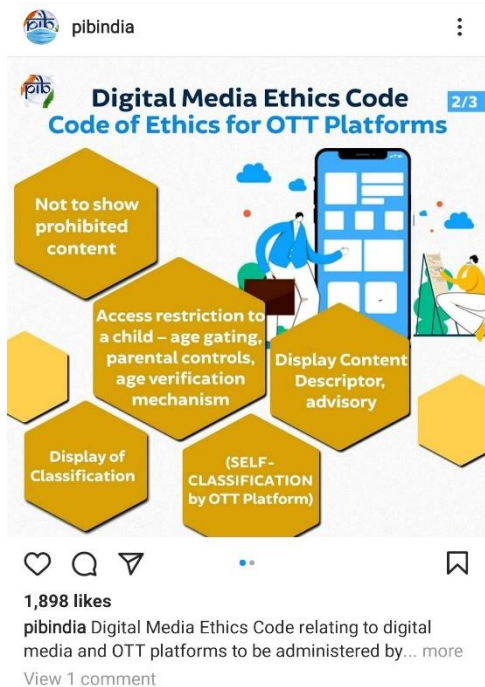 pibindia
pib
Digital Media Ethics Code
2/3
Code of Ethics for OTT Platforms
Not to show
prohibited
content
Access restriction to
a child – age gating,
parental controls,
age verification
mechanism
Display Content
Descriptor,
advisory
Display of
Classification
(SELF-
CLASSIFICATION
by OTT Platform)
1,898 likes
pibindia Digital Media Ethics Code relating to digital
media and OTT platforms to be administered by... more
View 1 comment